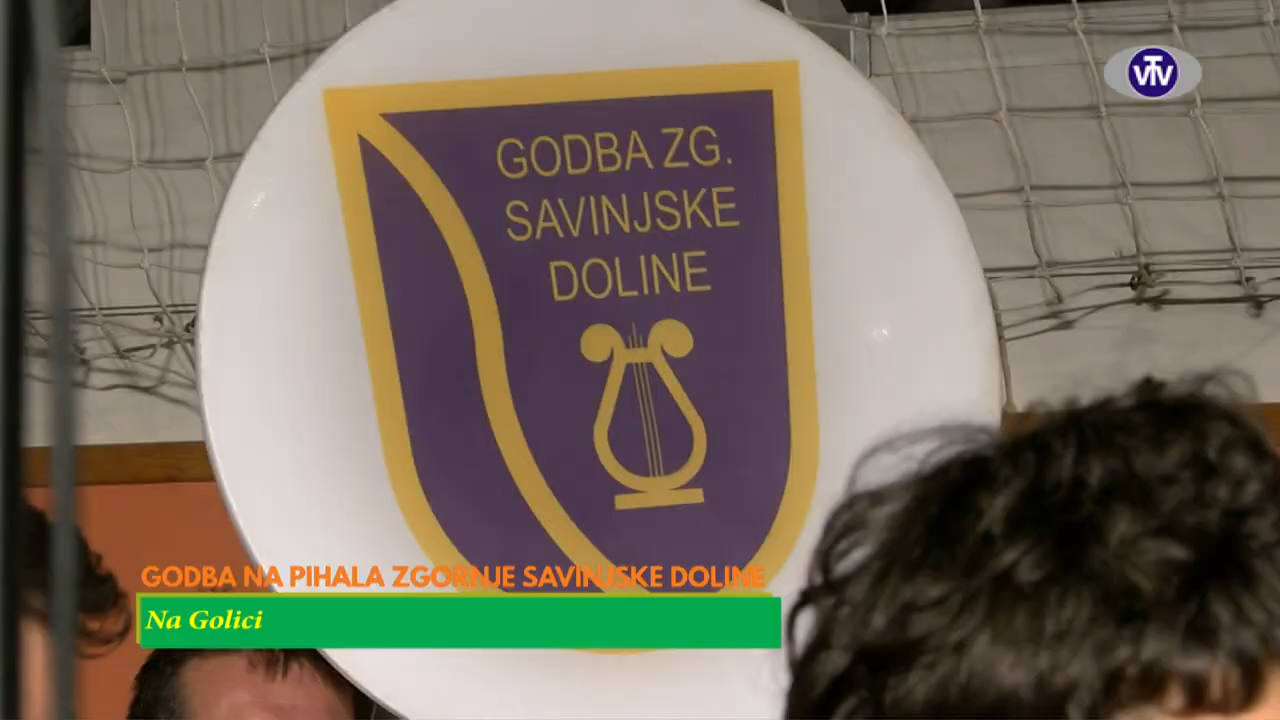 VTV
GODBA ZG.
SAVINJSKE
DOLINE
GODBA NA PIHALA ZGORNJE SAVINJSKE DOLINE
Na Golici